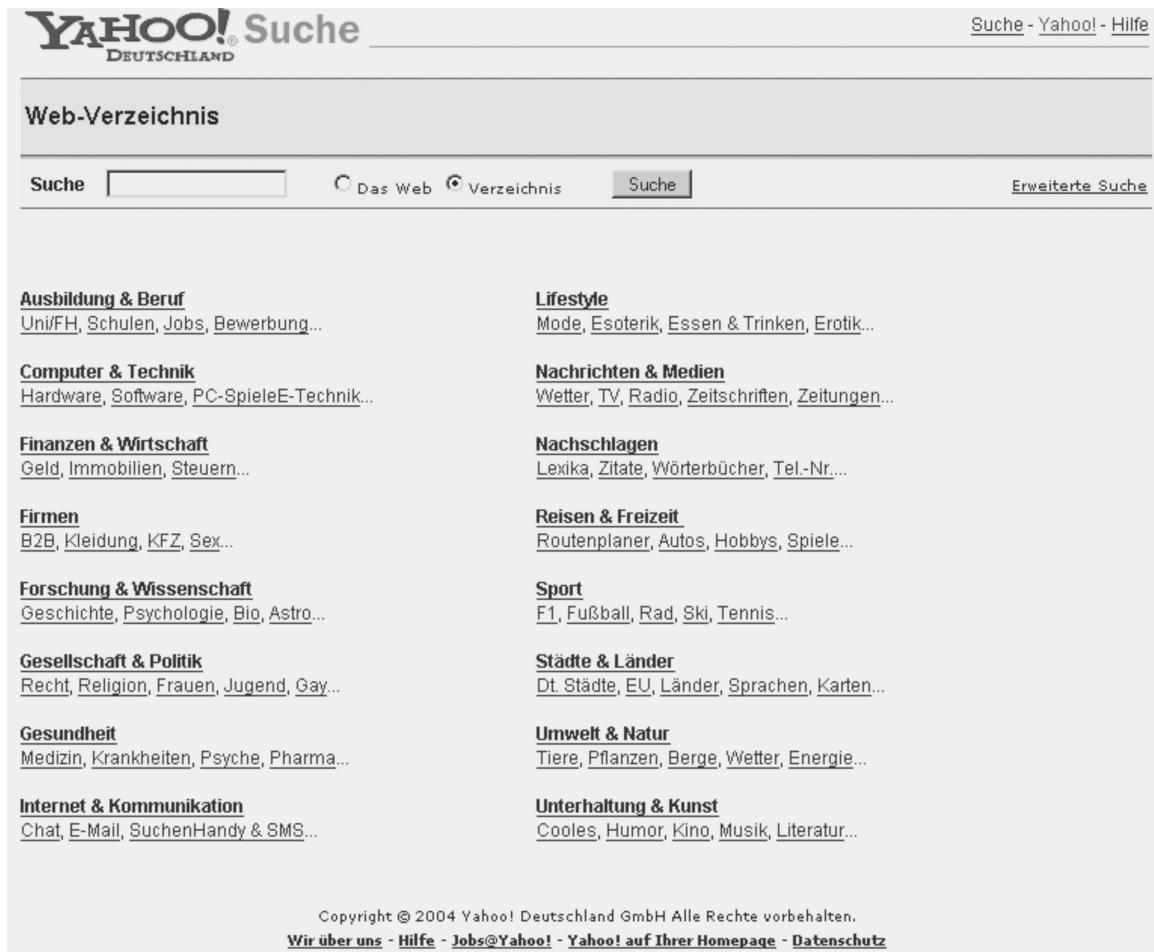 YAHOO!® Suche
DEUTSCHLAND
Suche - Yahoo! - Hilfe
Web-Verzeichnis
Suche Das Web Verzeichnis Suche Erweiterte Suche
Ausbildung & Beruf
Uni/FH, Schulen, Jobs, Bewerbung...
Computer & Technik
Hardware, Software, PC-SpieleE-Technik...
Finanzen & Wirtschaft
Geld, Immobilien, Steuern...
Firmen
B2B, Kleidung, KFZ, Sex...
Forschung & Wissenschaft
Geschichte, Psychologie, Bio, Astro...
Gesellschaft & Politik
Recht, Religion, Frauen, Jugend, Gay...
Gesundheit
Medizin, Krankheiten, Psyche, Pharma...
Internet & Kommunikation
Chat, E-Mail, SuchenHandy & SMS...
Lifestyle
Mode, Esoterik, Essen & Trinken, Erotik...
Nachrichten & Medien
Wetter, TV, Radio, Zeitschriften, Zeitungen...
Nachschlagen
Lexika, Zitate, Wörterbücher, Tel.-Nr....
Reisen & Freizeit
Routenplaner, Autos, Hobbys, Spiele...
Sport
F1, Fußball, Rad, Ski, Tennis...
Städte & Länder
Dt. Städte, EU, Länder, Sprachen, Karten...
Umwelt & Natur
Tiere, Pflanzen, Berge, Wetter, Energie...
Unterhaltung & Kunst
Cooles, Humor, Kino, Musik, Literatur...
Copyright © 2004 Yahoo! Deutschland GmbH Alle Rechte vorbehalten.
Wir über uns - Hilfe - Jobs@Yahoo! - Yahoo! auf Ihrer Homepage - Datenschutz